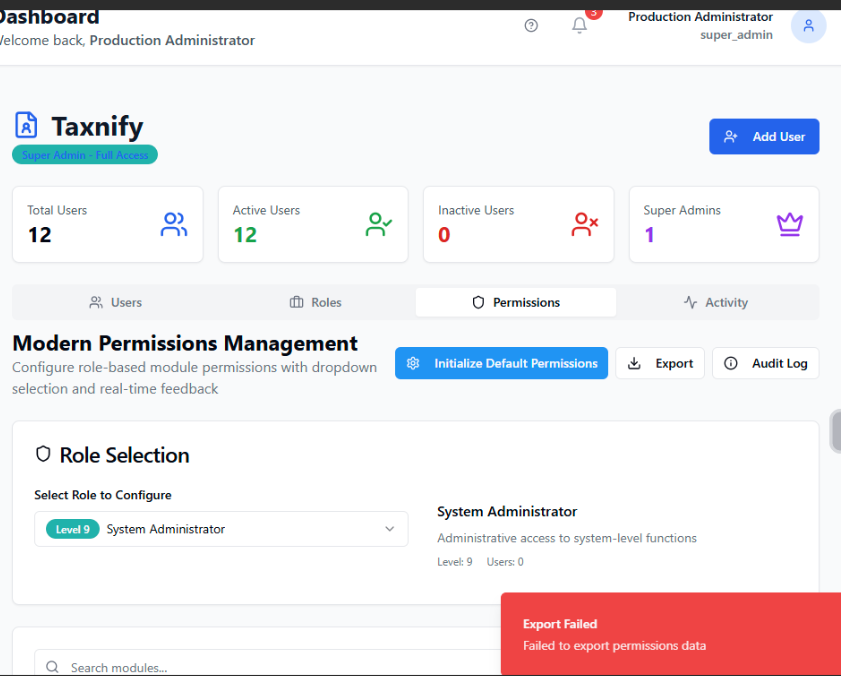 Dashboard
Welcome back, Production Administrator
3
Production Administrator
super_admin
Taxnify
Super Admin - Full Access
Add User
Total Users
12
Active Users
12
Inactive Users
0
Super Admins
1
Users
Roles
Permissions
Activity
Modern Permissions Management
Configure role-based module permissions with dropdown
selection and real-time feedback
Initialize Default Permissions
Export
Audit Log
Role Selection
Select Role to Configure
Level 9 System Administrator
System Administrator
Administrative access to system-level functions
Level: 9 Users: 0
Export Failed
Failed to export permissions data
Search modules...